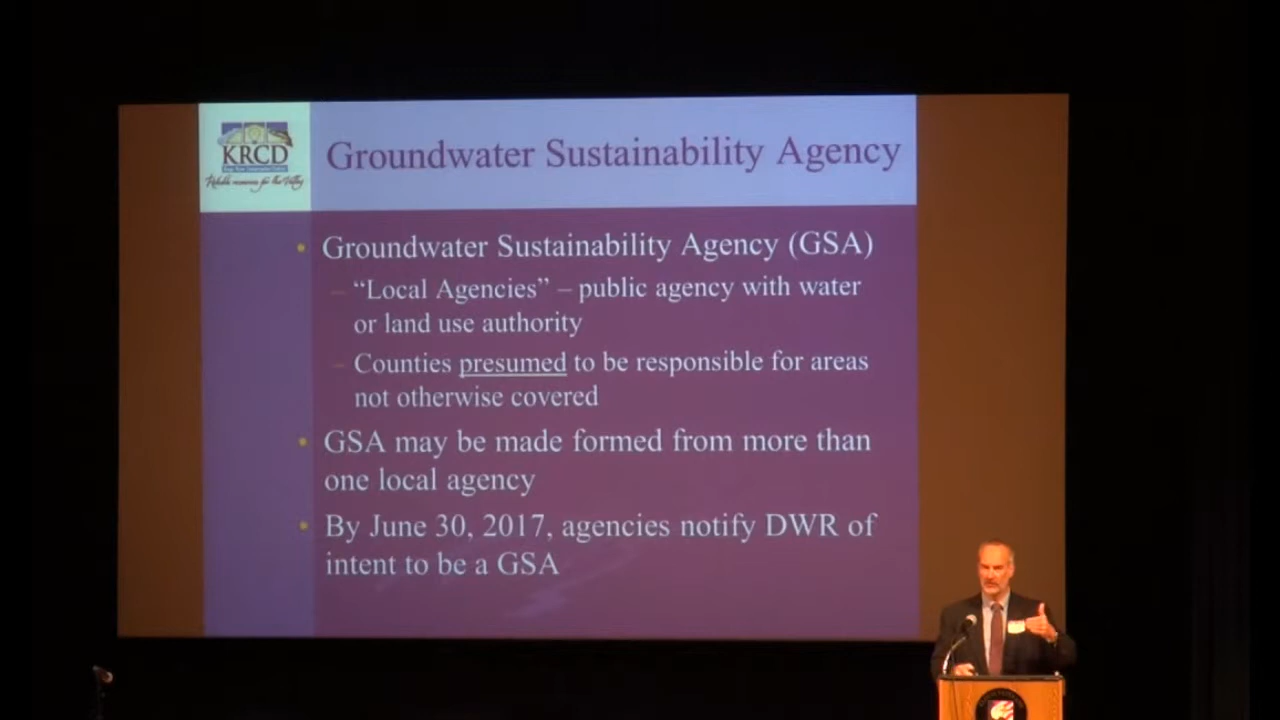 KRCD
Groundwater Sustainability Agency
• Groundwater Sustainability Agency (GSA)
– “Local Agencies” – public agency with water
or land use authority
– Counties presumed to be responsible for areas
not otherwise covered
• GSA may be made formed from more than
one local agency
• By June 30, 2017, agencies notify DWR of
intent to be a GSA